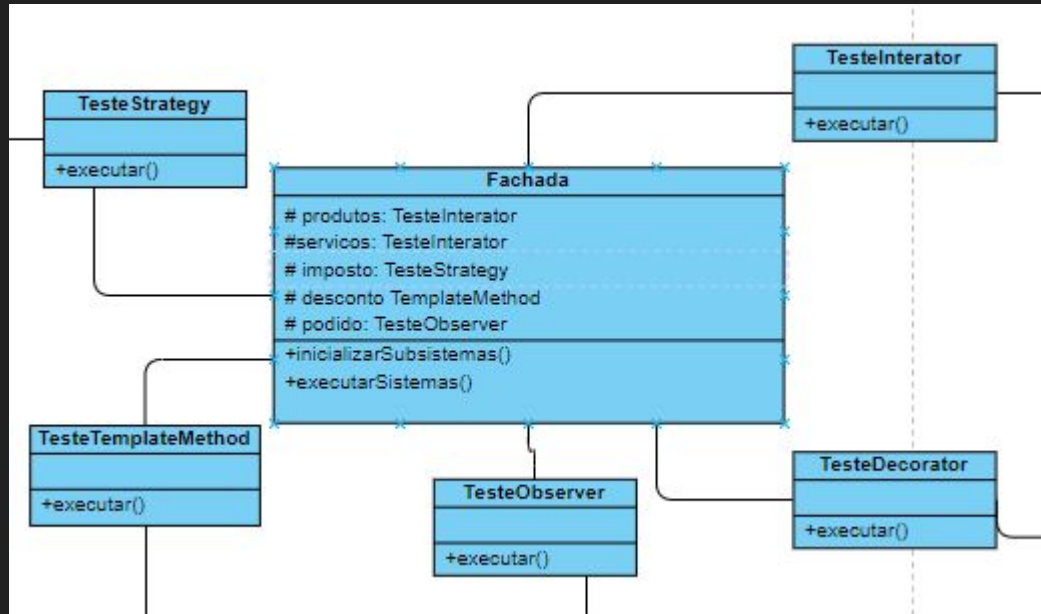 TesteStrategy
+executar()
TesteInterator
+executar()
Fachada
# produtos: TesteInterator
#servicos: TesteInterator
# imposto: TesteStrategy
# desconto TemplateMethod
# podido: TesteObserver
+inicializarSubsistemas()
+executarSistemas()
TesteTemplateMethod
+executar()
TesteObserver
+executar()
TesteDecorator
+executar()